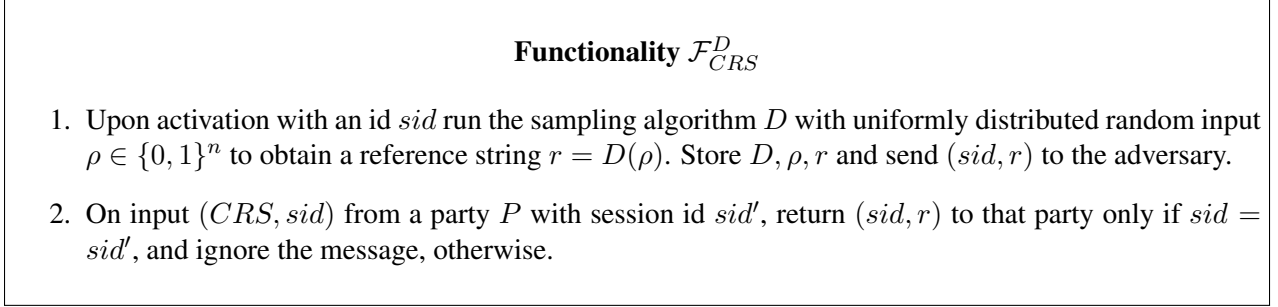 Functionality $\mathcal{F}_{CRS}^{D}$
1. Upon activation with an id $sid$ run the sampling algorithm $D$ with uniformly distributed random input
$\rho \in \{0, 1\}^n$ to obtain a reference string $r = D(\rho)$. Store $D, \rho, r$ and send $(sid, r)$ to the adversary.
2. On input $(CRS, sid)$ from a party $P$ with session id $sid'$, return $(sid, r)$ to that party only if $sid =$
$sid'$, and ignore the message, otherwise.